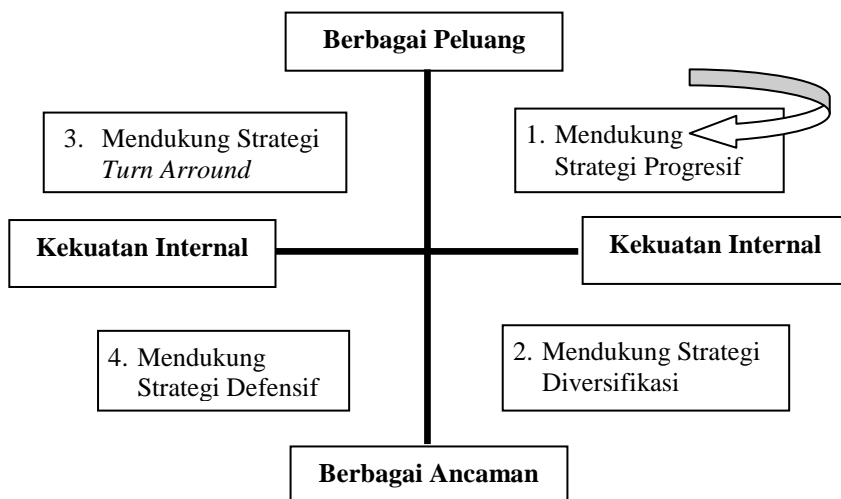 Berbagai Peluang
3. Mendukung Strategi
Turn Arround
1. Mendukung
Strategi Progresif
Kekuatan Internal
Kekuatan Internal
4. Mendukung
Strategi Defensif
2. Mendukung Strategi
Diversifikasi
Berbagai Ancaman